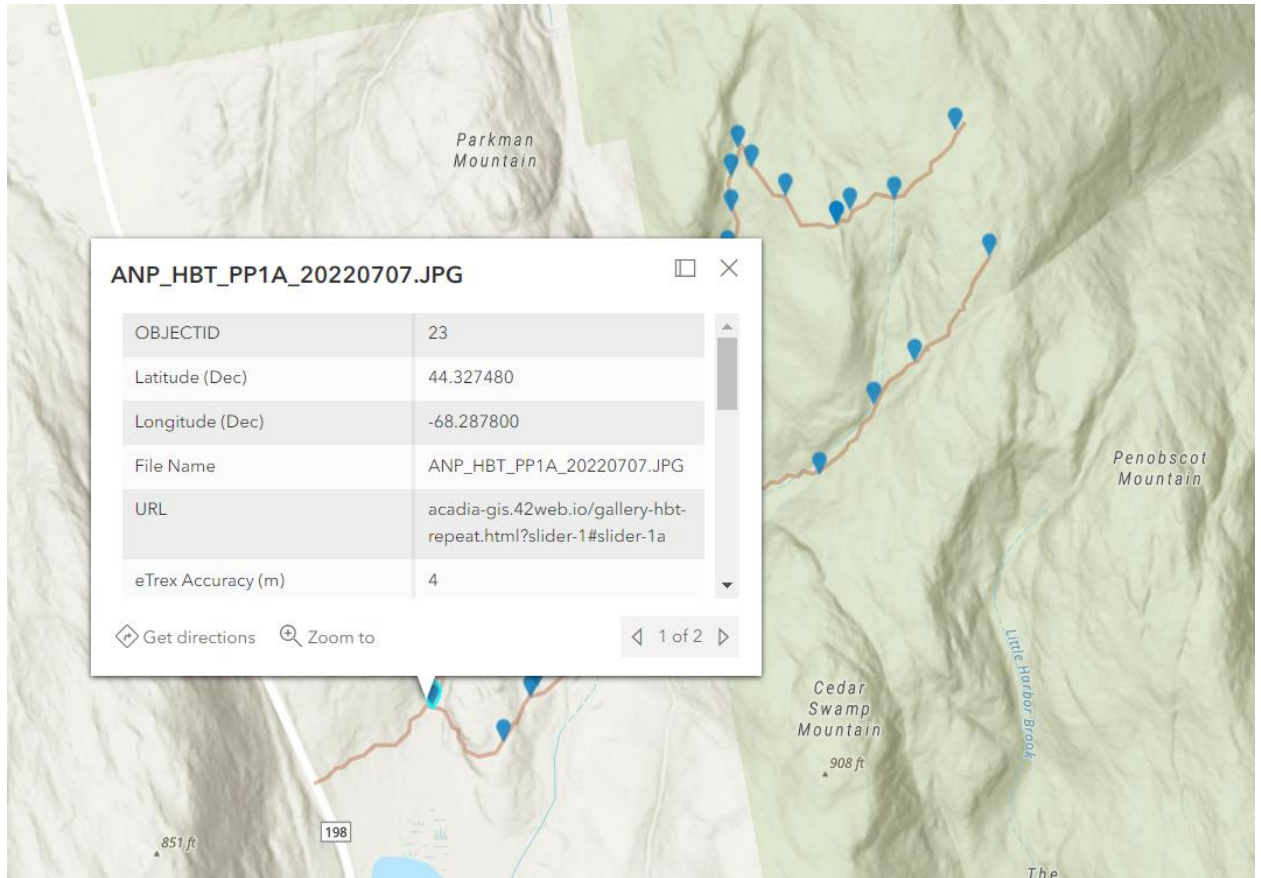 Parkman
Mountain
ANP_HBT_PP1A_20220707.JPG
OBJECTID 23
Latitude (Dec) 44.327480
Longitude (Dec) -68.287800
File Name ANP_HBT_PP1A_20220707.JPG
URL acadia-gis.42web.io/gallery-hbt-
repeat.html?slider-1#slider-1a
eTrex Accuracy (m) 4
Get directions Zoom to 1 of 2
Penobscot
Mountain
Little Harbor Brook
Cedar
Swamp
Mountain
908 ft
198
851 ft
The